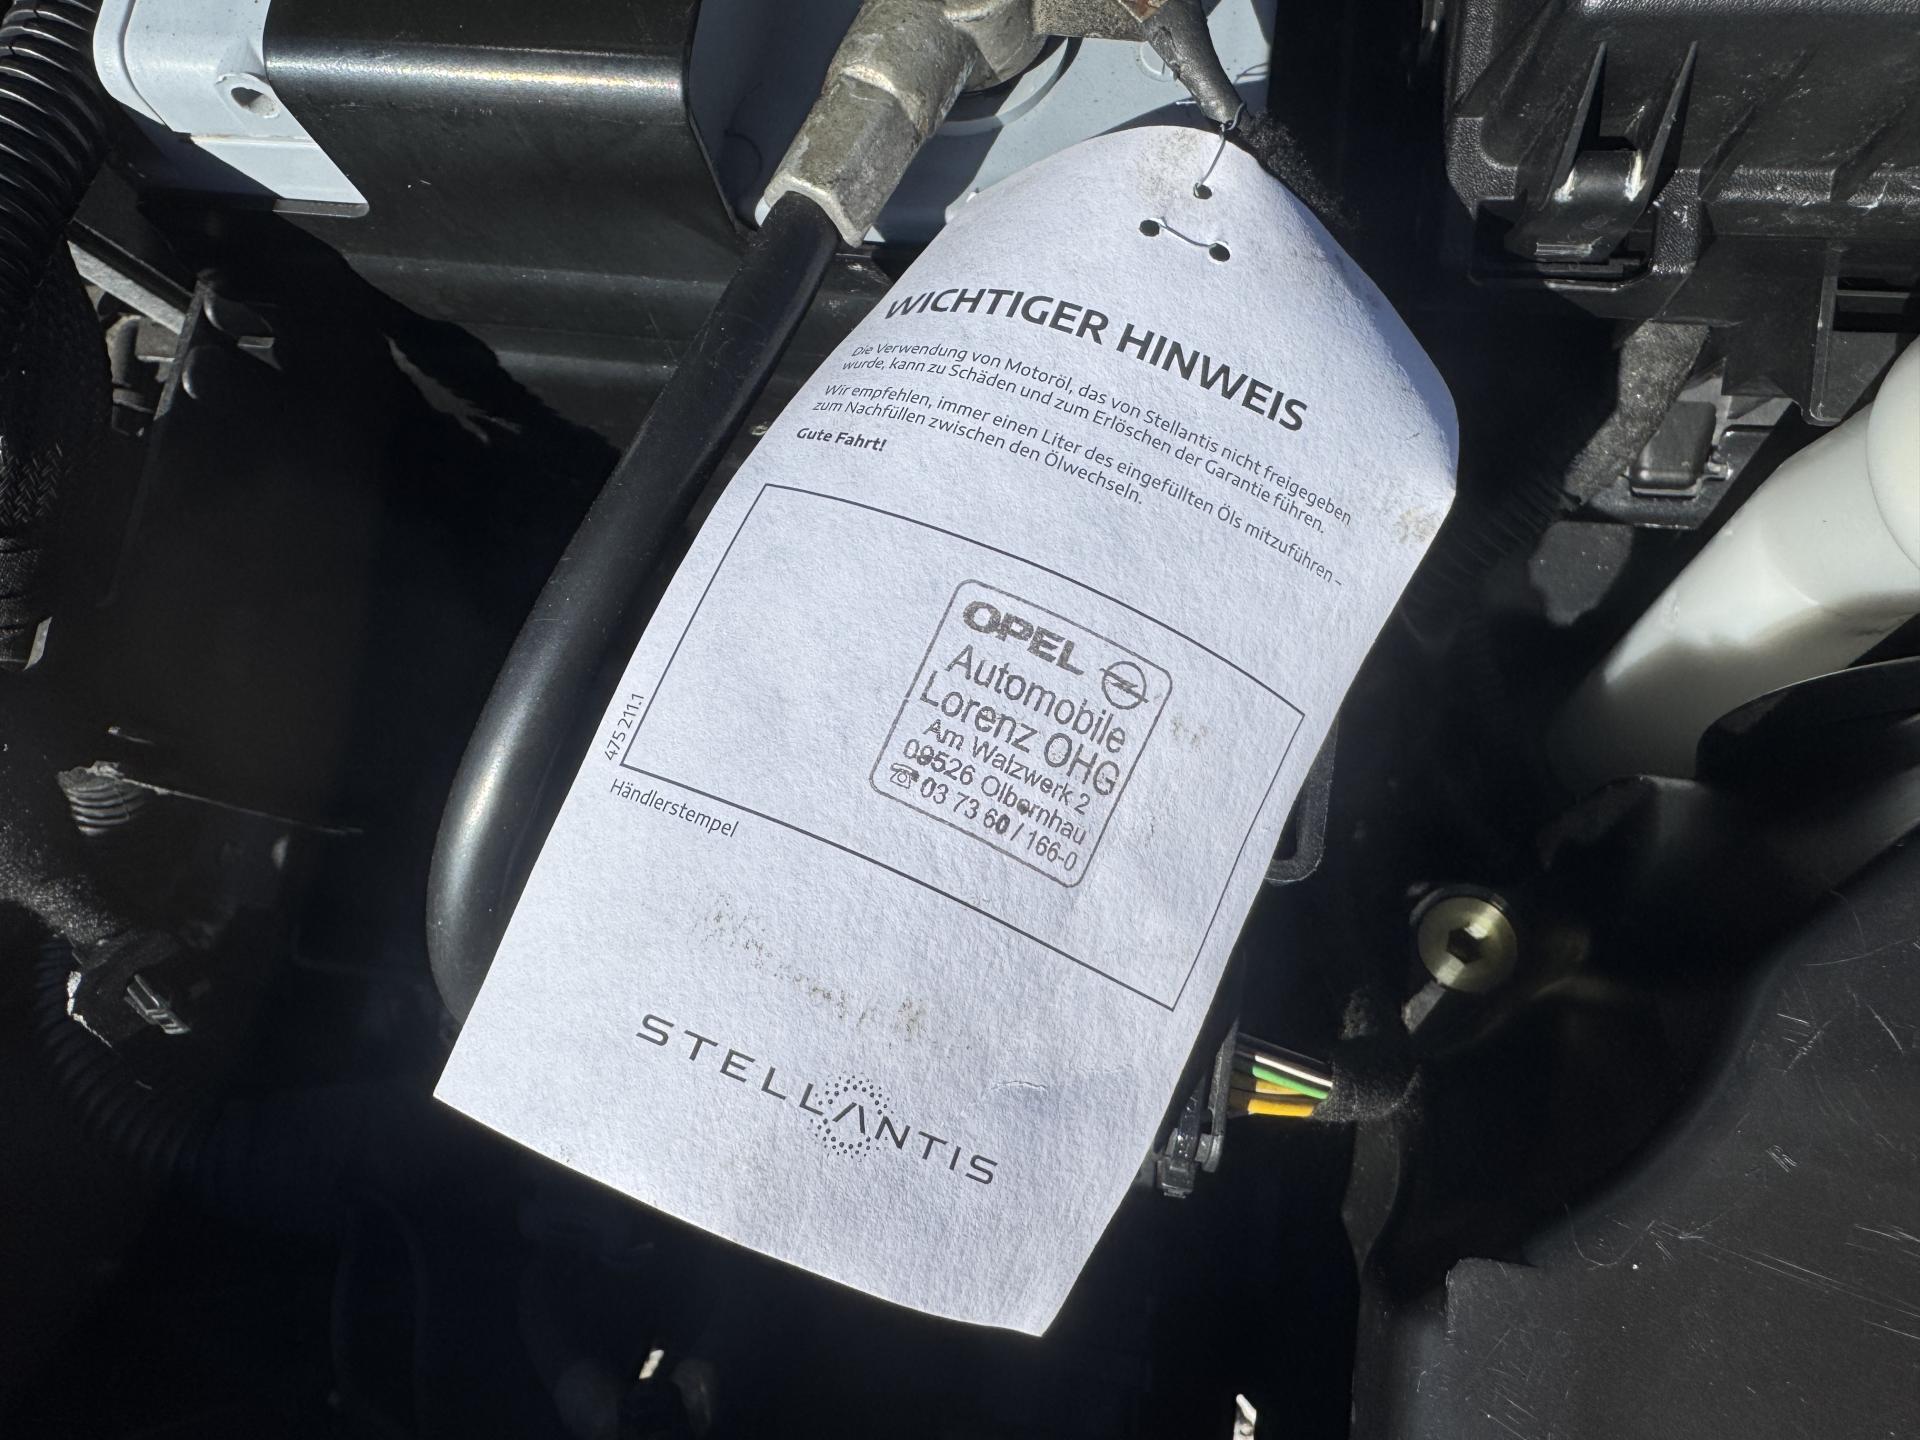 WICHTIGER HINWEIS
Die Verwendung von Motoröl, das von Stellantis nicht freigegeben
wurde, kann zu Schäden und zum Erlöschen der Garantie führen.
Wir empfehlen, immer einen Liter des eingefüllten Öls mitzuführen –
zum Nachfüllen zwischen den Ölwechseln.
Gute Fahrt!
OPEL
Automobile
Lorenz OHG
Am Walzwerk 2
09526 Olbernhau
☏ 03 73 60 / 166-0
475 211.1
Händlerstempel
STELLANTIS